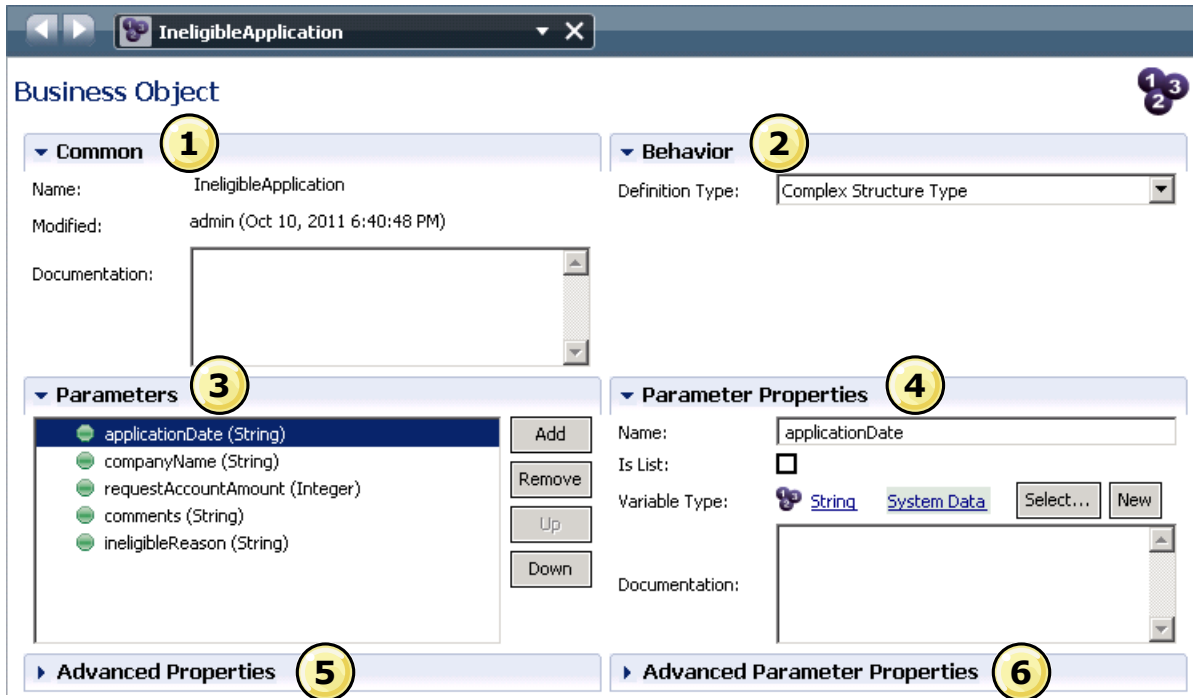 IneligibleApplication
Business Object
1 3
2
Common 1
Name: IneligibleApplication
Modified: admin (Oct 10, 2011 6:40:48 PM)
Documentation:
Behavior 2
Definition Type: Complex Structure Type
Parameters 3
applicationDate (String)
companyName (String)
requestAccountAmount (Integer)
comments (String)
ineligibleReason (String)
Add
Remove
Up
Down
Parameter Properties 4
Name: applicationDate
Is List:
Variable Type: String System Data Select... New
Documentation:
Advanced Properties 5
Advanced Parameter Properties 6